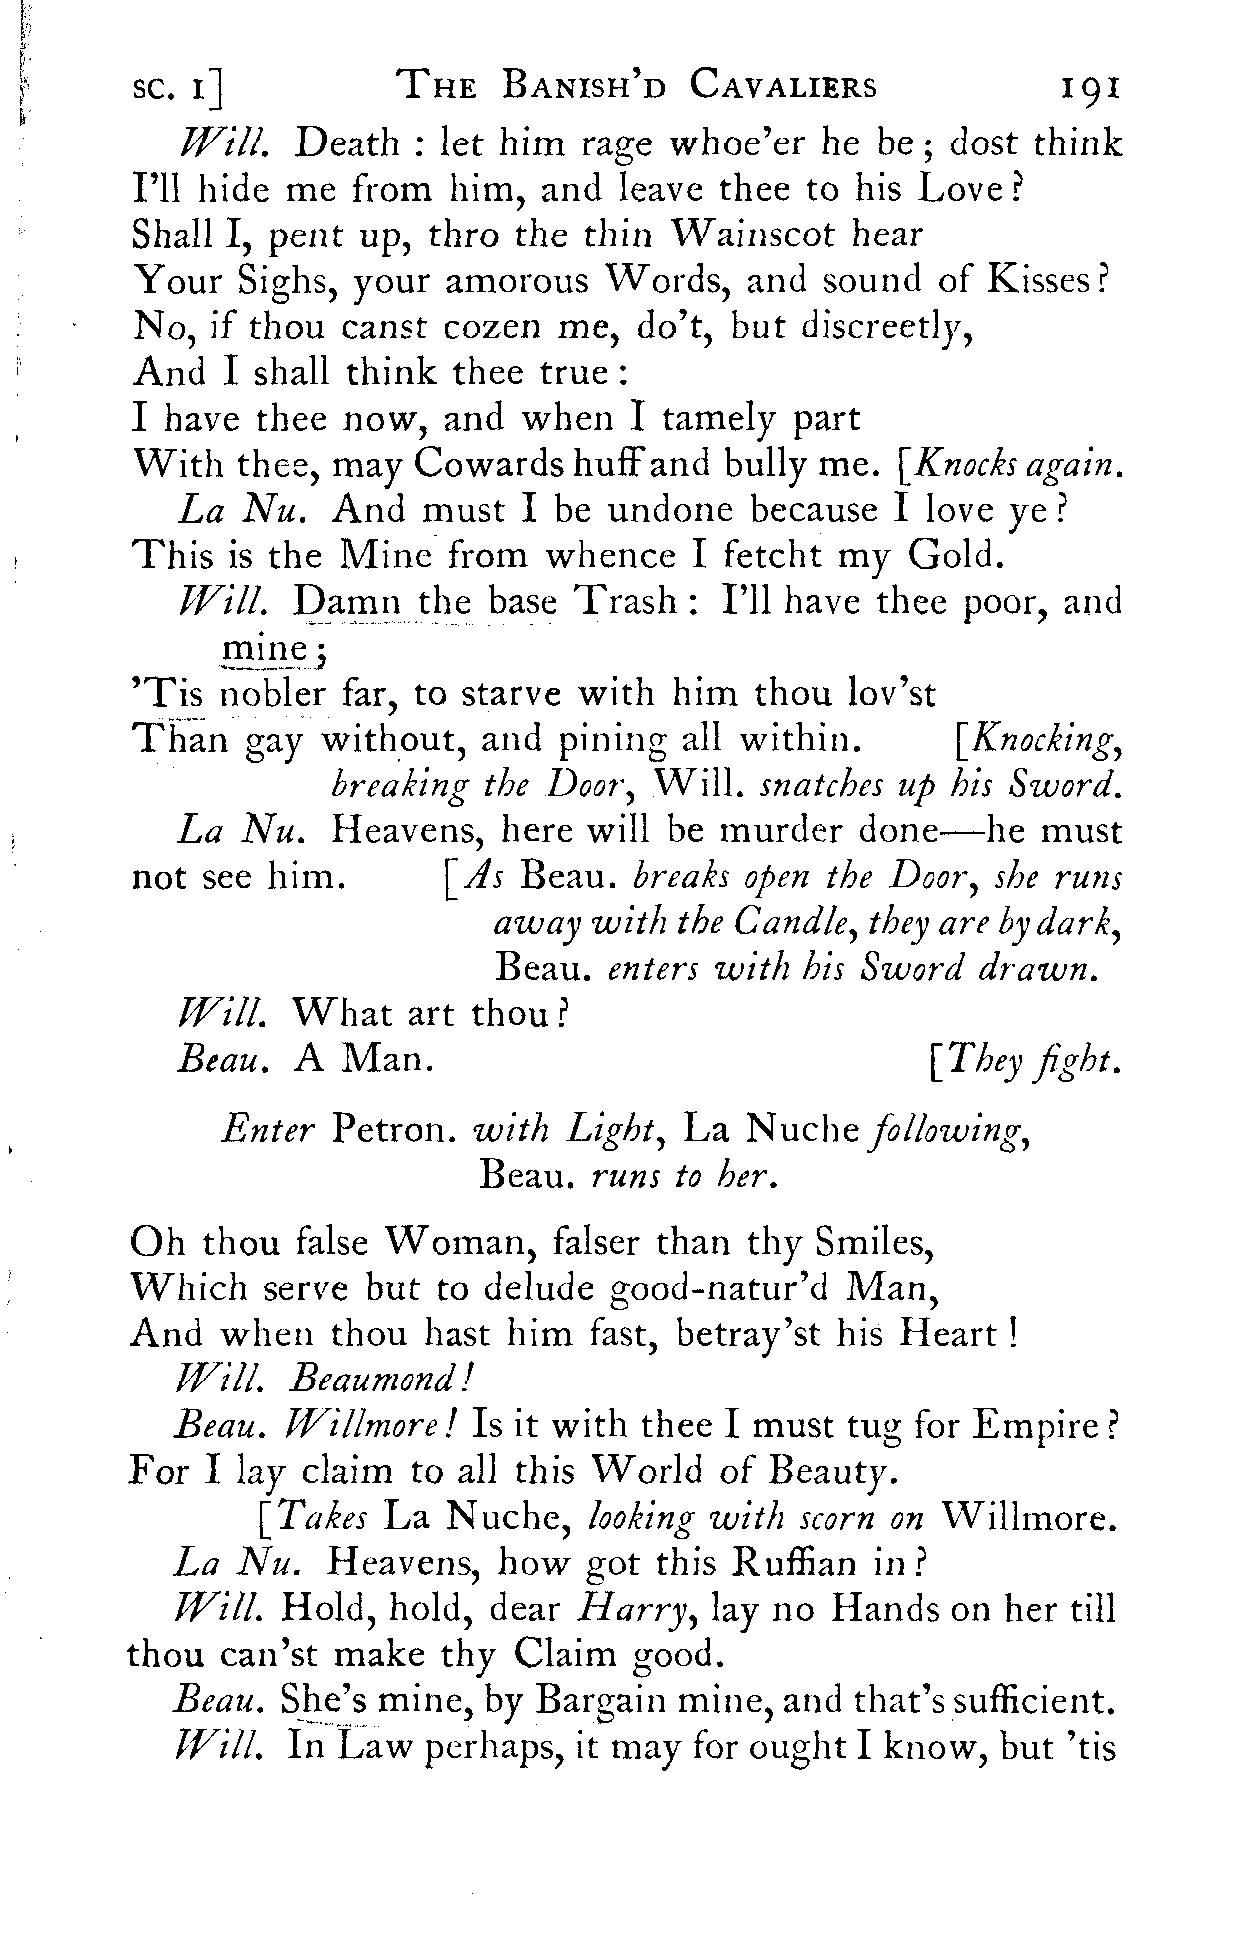 SC. I] THE BANISH'D CAVALIERS 191
Will. Death : let him rage whoe'er he be ; dost think
I'll hide me from him, and leave thee to his Love ?
Shall I, pent up, thro the thin Wainscot hear
Your Sighs, your amorous Words, and sound of Kisses ?
No, if thou canst cozen me, do't, but discreetly,
And I shall think thee true :
I have thee now, and when I tamely part
With thee, may Cowards huff and bully me. [Knocks again.
La Nu. And must I be undone because I love ye ?
This is the Mine from whence I fetcht my Gold.
Will. Damn the base Trash : I'll have thee poor, and
mine ;
'Tis nobler far, to starve with him thou lov'st
Than gay without, and pining all within. [Knocking,
breaking the Door, Will. snatches up his Sword.
La Nu. Heavens, here will be murder done—he must
not see him. [As Beau. breaks open the Door, she runs
away with the Candle, they are by dark,
Beau. enters with his Sword drawn.
Will. What art thou ?
Beau. A Man. [They fight.
Enter Petron. with Light, La Nuche following,
Beau. runs to her.
Oh thou false Woman, falser than thy Smiles,
Which serve but to delude good-natur'd Man,
And when thou hast him fast, betray'st his Heart !
Will. Beaumond !
Beau. Willmore ! Is it with thee I must tug for Empire ?
For I lay claim to all this World of Beauty.
[Takes La Nuche, looking with scorn on Willmore.
La Nu. Heavens, how got this Ruffian in ?
Will. Hold, hold, dear Harry, lay no Hands on her till
thou can'st make thy Claim good.
Beau. She's mine, by Bargain mine, and that's sufficient.
Will. In Law perhaps, it may for ought I know, but 'tis